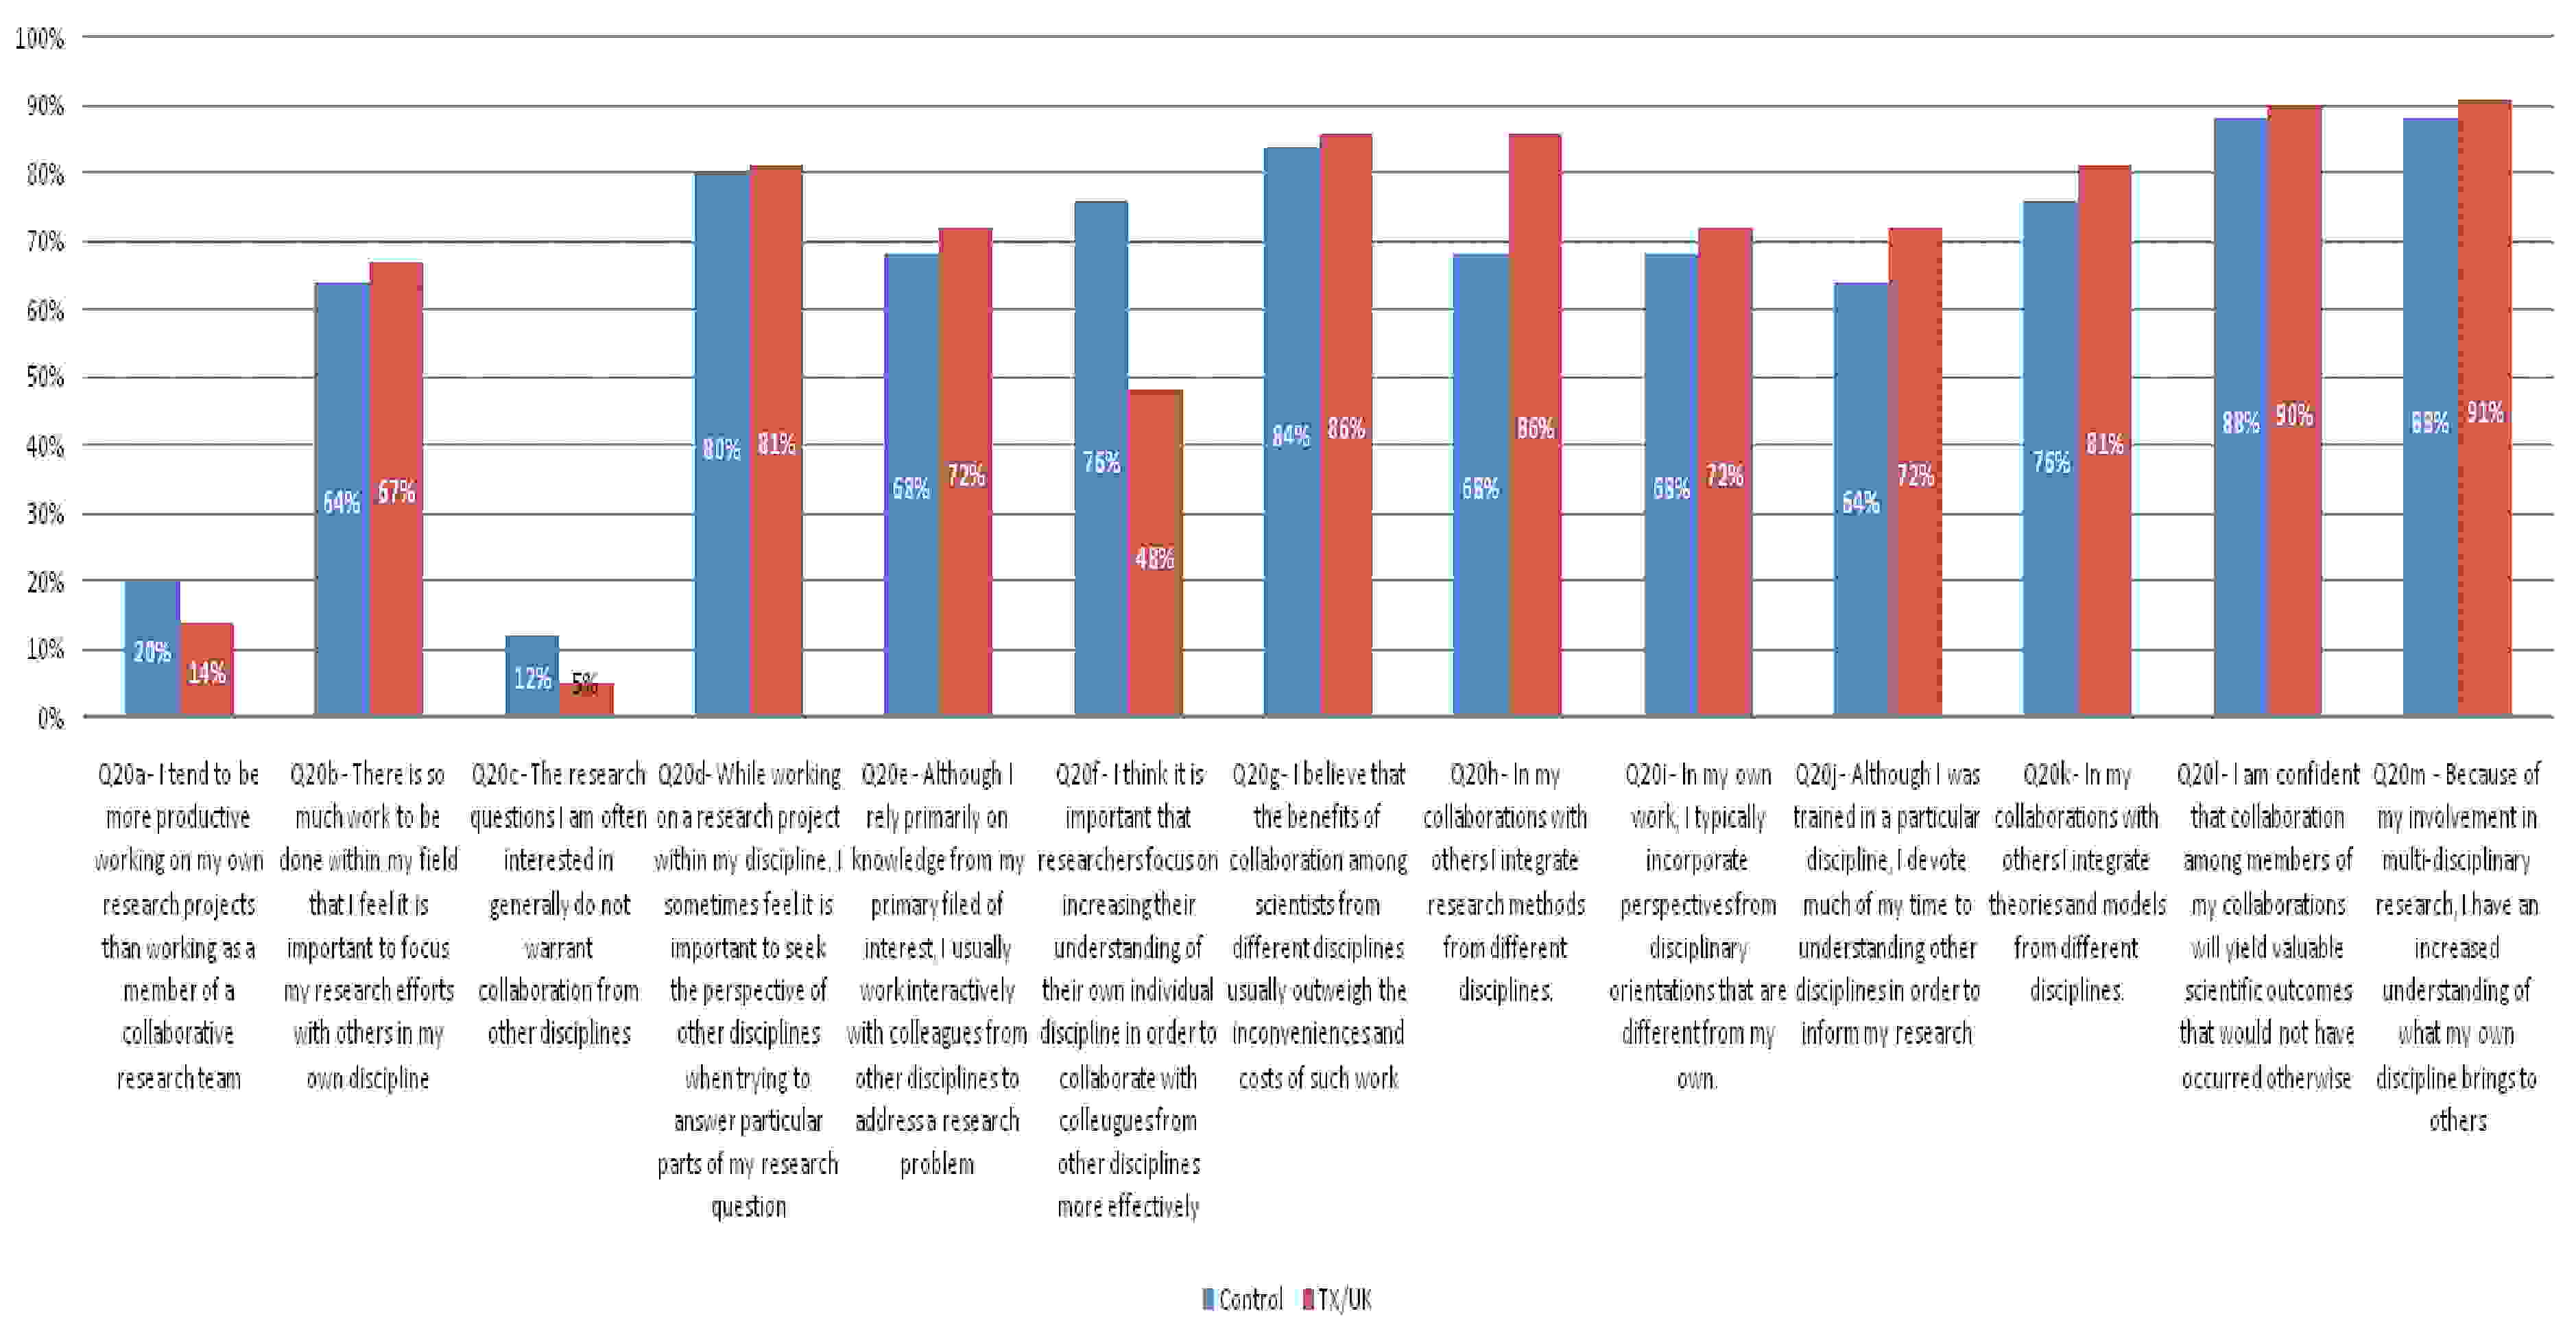 100%
90%
80%
70%
60%
50%
40%
30%
20%
10%
0%
20%
14%
64%
67%
12%
5%
80%
81%
68%
72%
76%
48%
84%
86%
68%
86%
68%
72%
64%
72%
76%
81%
88%
90%
88%
91%
Q20a- I tend to be
more productive
working on my own
research projects
than working as a
member of a
collaborative
research team
Q20b - There is so
much work to be
done within my field
that I feel it is
important to focus
my research efforts
with others in my
own discipline
Q20c - The research
questions I am often
interested in
generally do not
warrant
collaboration from
other disciplines
Q20d- While working
on a research project
within my discipline, I
sometimes feel it is
important to seek
the perspective of
other disciplines
when trying to
answer particular
parts of my research
question
Q20e - Although I
rely primarily on
knowledge from my
primary filed of
interest, I usually
work interactively
with colleagues from
other disciplines to
address a research
problem
Q20f - I think it is
important that
researchers focus on
increasing their
understanding of
their own individual
discipline in order to
collaborate with
colleugues from
other disciplines
more effectively
Q20g- I believe that
the benefits of
collaboration among
scientists from
different disciplines
usually outweigh the
inconveniences and
costs of such work
Q20h- In my
collaborations with
others I integrate
research methods
from different
disciplines.
Q20i - In my own
work, I typically
incorporate
perspectives from
disciplinary
orientations that are
different from my
own.
Q20j - Although I was
trained in a particular
discipline, I devote
much of my time to
understanding other
disciplines in order to
inform my research
Q20k - In my
collaborations with
others I integrate
theories and models
from different
disciplines.
Q20l - I am confident
that collaboration
among members of
my collaborations
will yield valuable
scientific outcomes
that would not have
occurred otherwise
Q20m - Because of
my involvement in
multi-disciplinary
research, I have an
increased
understanding of
what my own
discipline brings to
others
Control
TX/UK